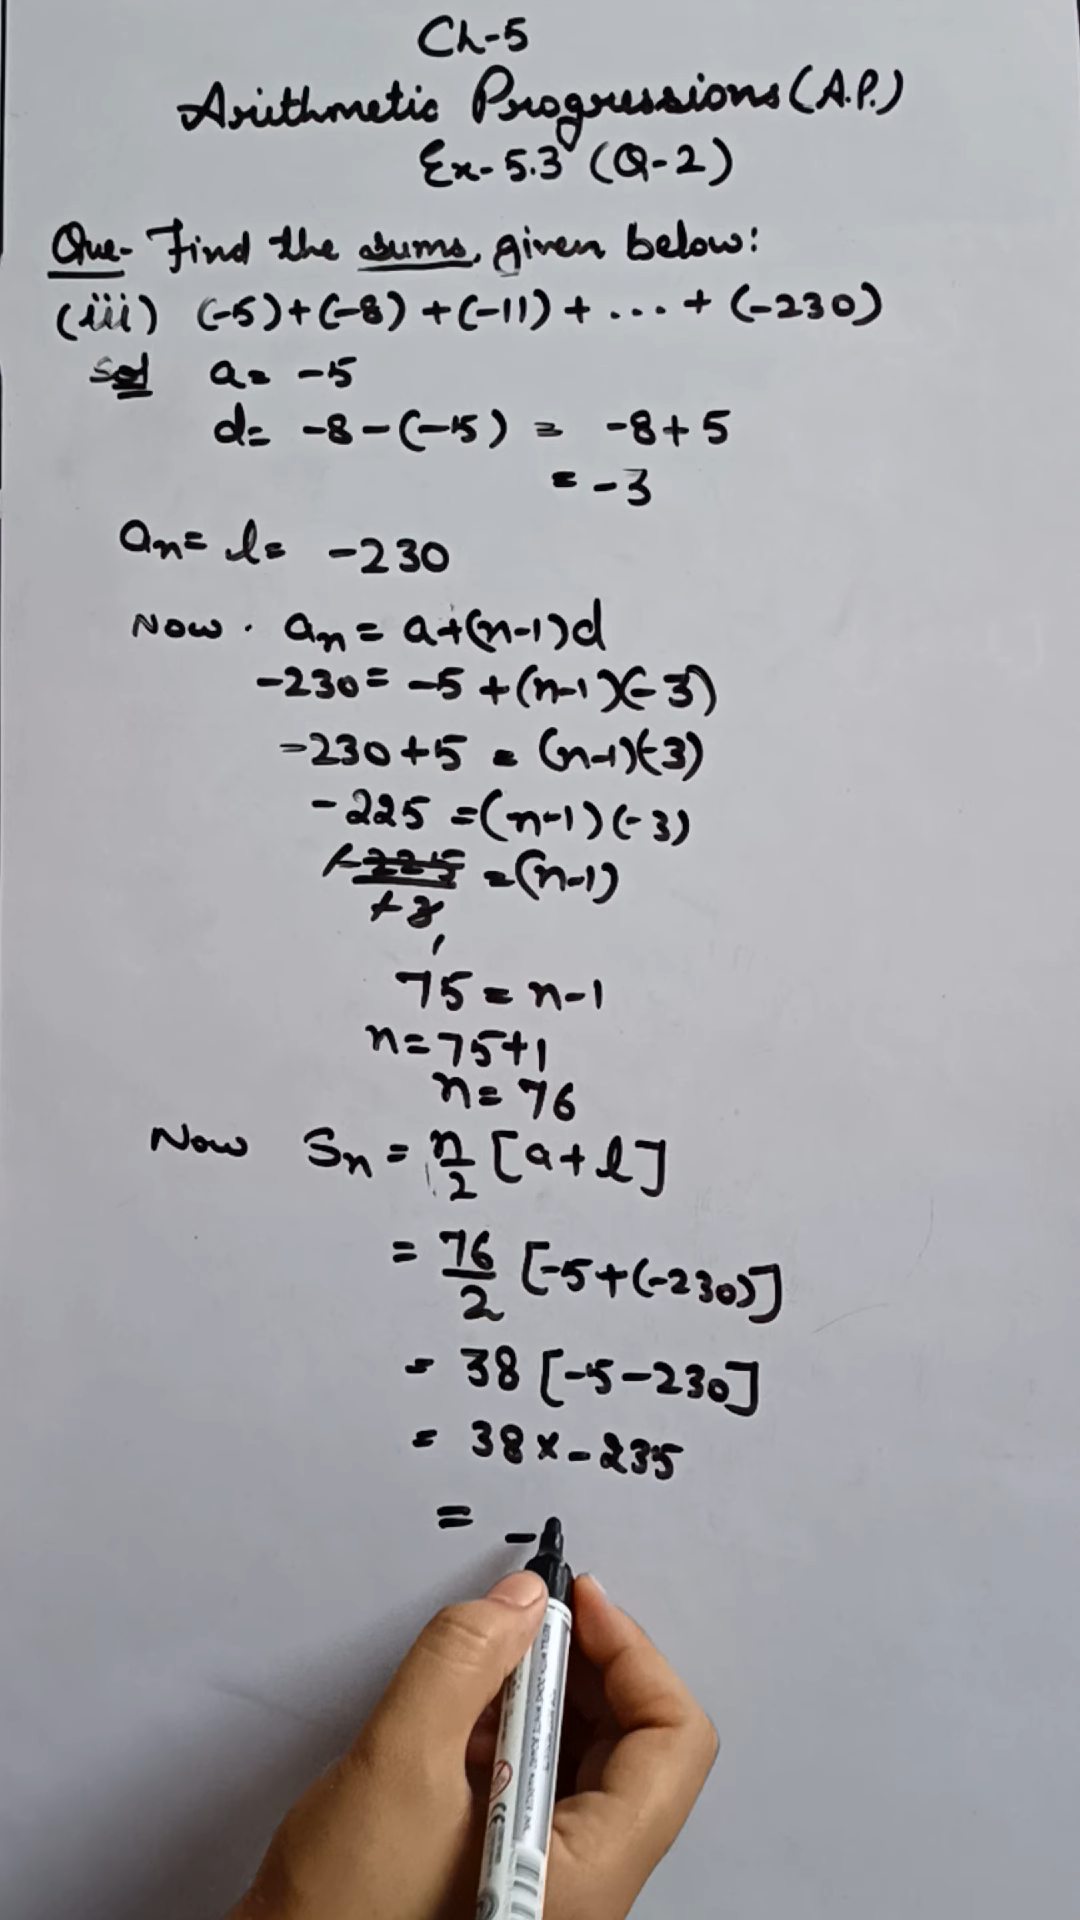 Ch-5
Arithmetic Progressions (A.P.)
Ex-5.3 (Q-2)
Que- Find the sums given below:
(iii) (-5)+(-8)+(-11)+...+(-230)
Sol a= -5
d= -8-(-5) = -8+5
= -3
an= l= -230
Now. an= a+(n-1)d
-230= -5+(n-1)(-3)
-230+5 = (n-1)(-3)
-225 =(n-1)(-3)
-225/-3 =(n-1)
75=n-1
n=75+1
n=76
Now Sn = n/2 [a+l]
= 76/2 [-5+(-230)]
= 38 [-5-230]
= 38x-235
= -